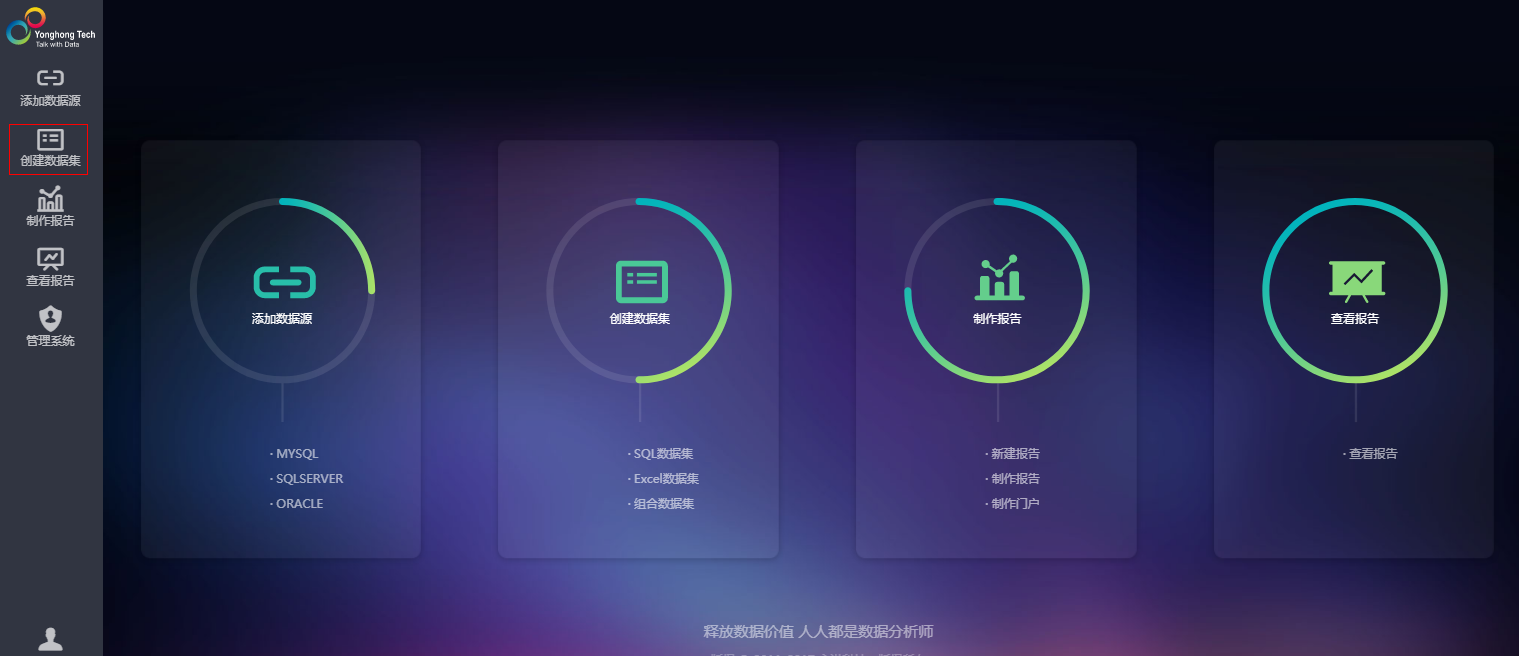 Yonghong Tech
Talk with Data
添加数据源
创建数据集
制作报告
查看报告
管理系统
添加数据源
· MYSQL
· SQLSERVER
· ORACLE
创建数据集
· SQL数据集
· Excel数据集
· 组合数据集
制作报告
· 新建报告
· 制作报告
· 制作门户
查看报告
· 查看报告
释放数据价值 人人都是数据分析师